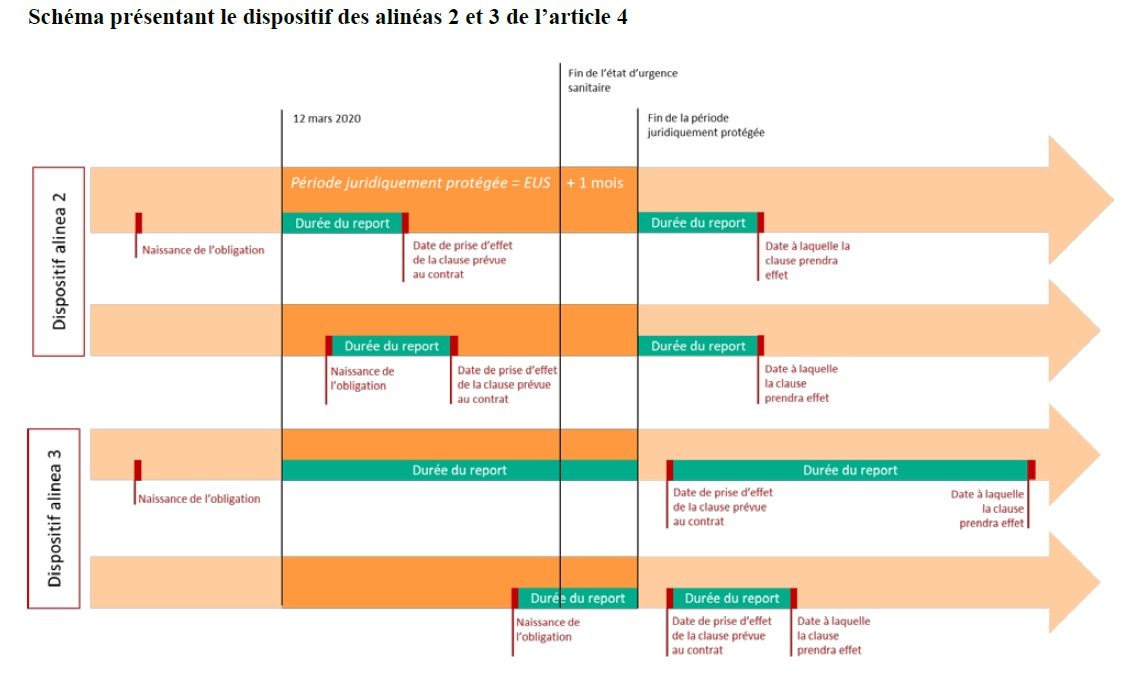 Schéma présentant le dispositif des alinéas 2 et 3 de l’article 4
Fin de l’état d’urgence
sanitaire
12 mars 2020
Fin de la période
juridiquement protégée
Dispositif alinea 2
Période juridiquement protégée = EUS
+ 1 mois
Durée du report
Durée du report
Naissance de l’obligation
Date de prise d’effet
de la clause prévue
au contrat
Date à laquelle la
clause prendra
effet
Durée du report
Durée du report
Naissance de
l’obligation
Date de prise d’effet
de la clause prévue
au contrat
Date à laquelle
la clause
prendra effet
Dispositif alinea 3
Durée du report
Durée du report
Naissance de l’obligation
Date de prise d’effet
de la clause prévue
au contrat
Date à laquelle
la clause
prendra effet
Durée du report
Durée du report
Naissance de
l’obligation
Date de prise d’effet
de la clause prévue
au contrat
Date à laquelle
la clause
prendra effet